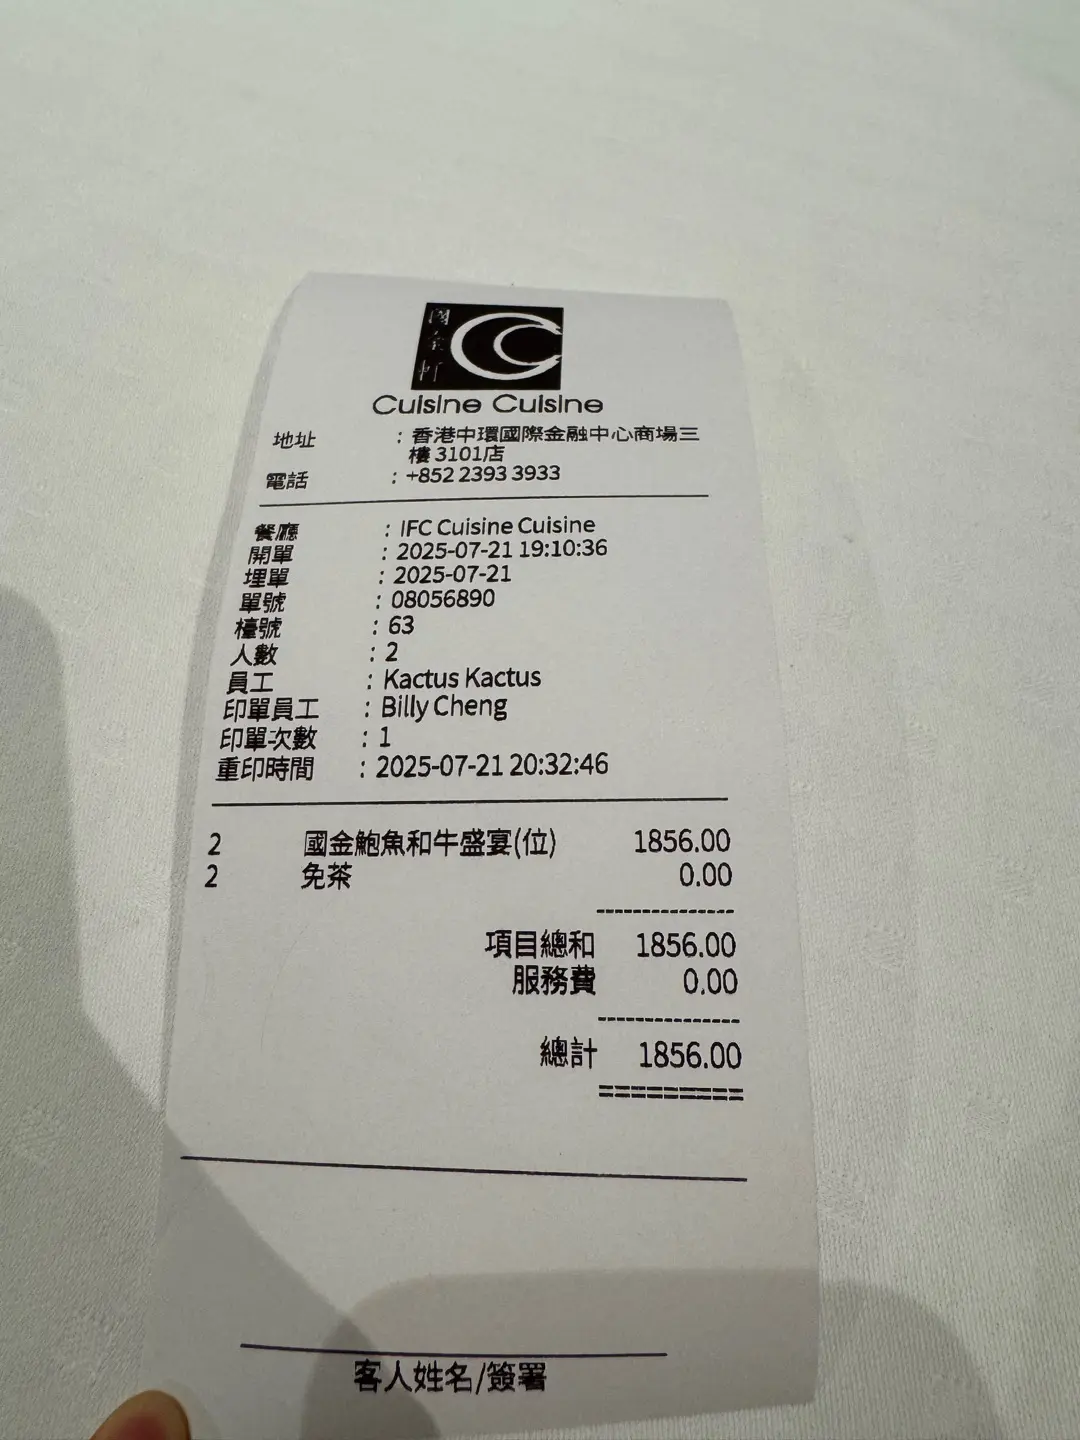 國金軒
Cuisine Cuisine
地址 : 香港中環國際金融中心商場三
樓 3101店
電話 : +852 2393 3933
餐廳 : IFC Cuisine Cuisine
開單 : 2025-07-21 19:10:36
埋單 : 2025-07-21
單號 : 08056890
檯號 : 63
人數 : 2
員工 : Kactus Kactus
印單員工 : Billy Cheng
印單次數 : 1
重印時間 : 2025-07-21 20:32:46
2 國金鮑魚和牛盛宴(位) 1856.00
2 免茶 0.00
---------------
項目總和 1856.00
服務費 0.00
---------------
總計 1856.00
=========
客人姓名/簽署